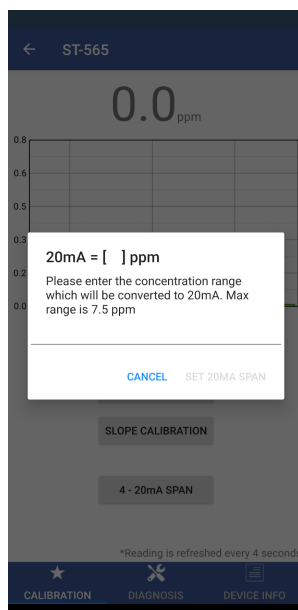 ST-565
0.0 ppm
0.8
0.6
0.5
0.3
0.2
0.0
20mA = [ ] ppm
Please enter the concentration range
which will be converted to 20mA. Max
range is 7.5 ppm
CANCEL SET 20MA SPAN
SLOPE CALIBRATION
4 - 20mA SPAN
*Reading is refreshed every 4 seconds
CALIBRATION DIAGNOSIS DEVICE INFO